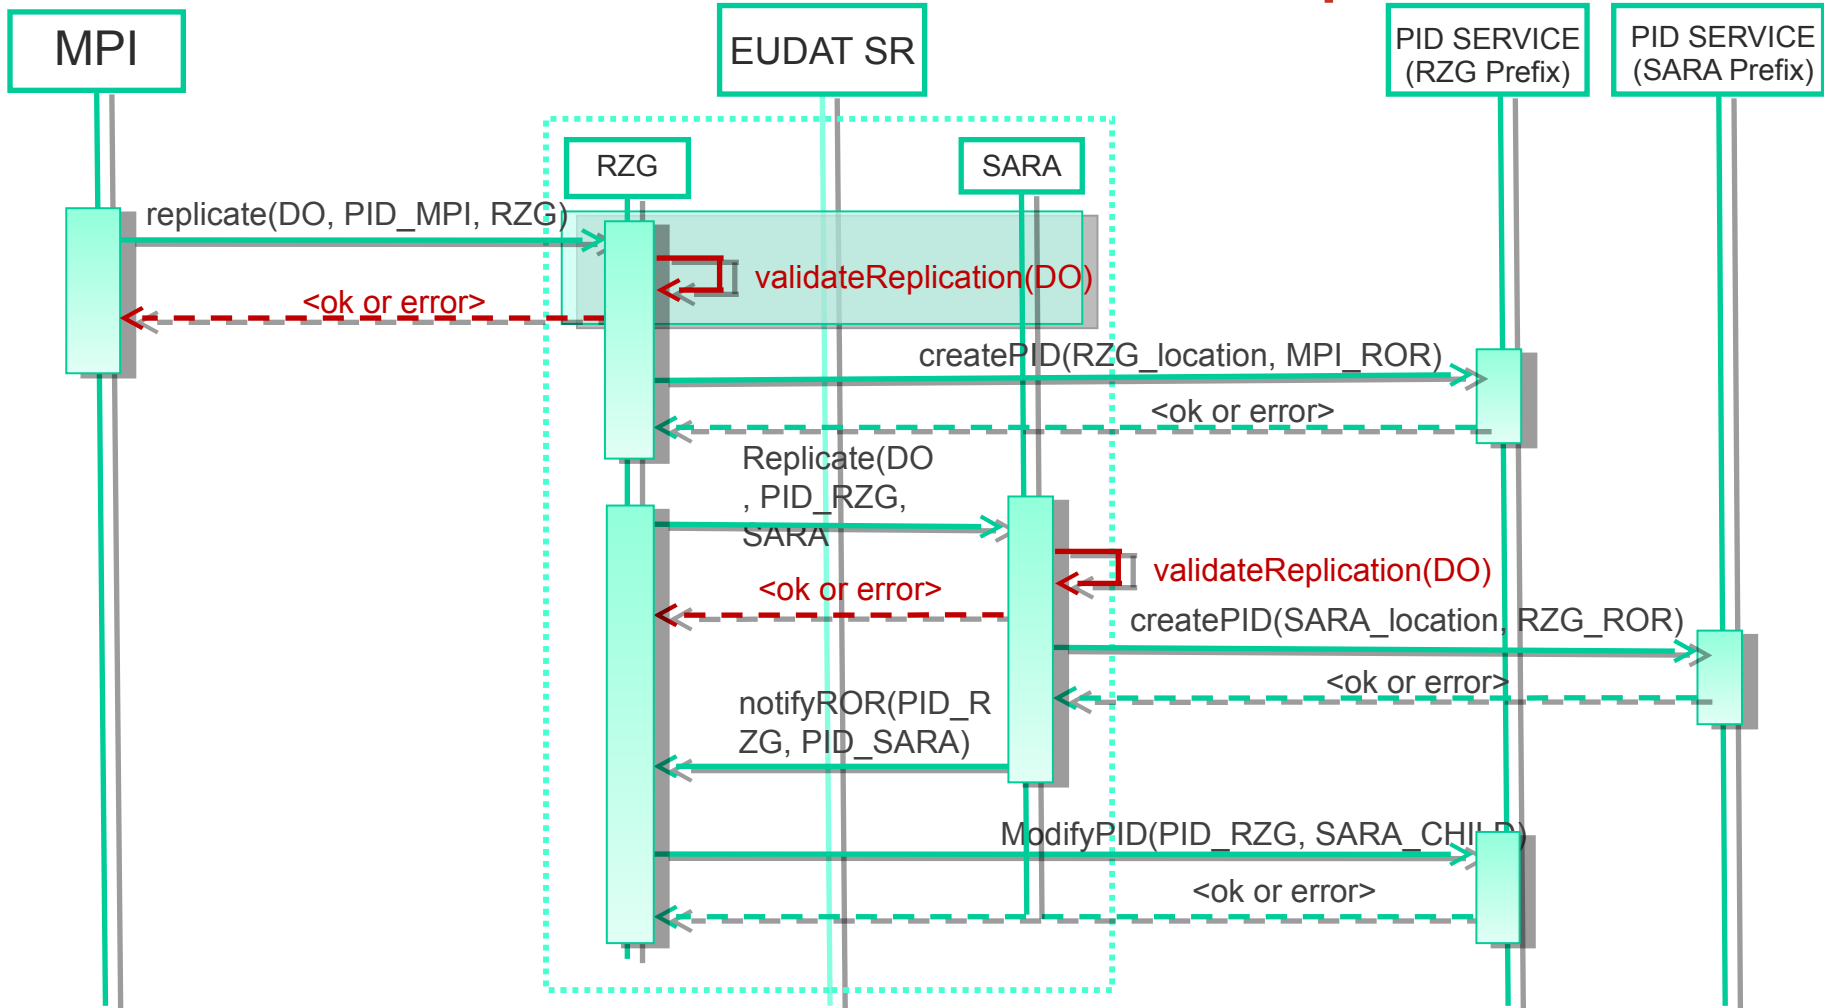 MPI
EUDAT SR
PID SERVICE
(RZG Prefix)
PID SERVICE
(SARA Prefix)
RZG
SARA
replicate(DO, PID_MPI, RZG)
validateReplication(DO)
<ok or error>
createPID(RZG_location, MPI_ROR)
<ok or error>
Replicate(DO
, PID_RZG,
SARA
validateReplication(DO)
<ok or error>
createPID(SARA_location, RZG_ROR)
<ok or error>
notifyROR(PID_R
ZG, PID_SARA)
ModifyPID(PID_RZG, SARA_CHILD)
<ok or error>